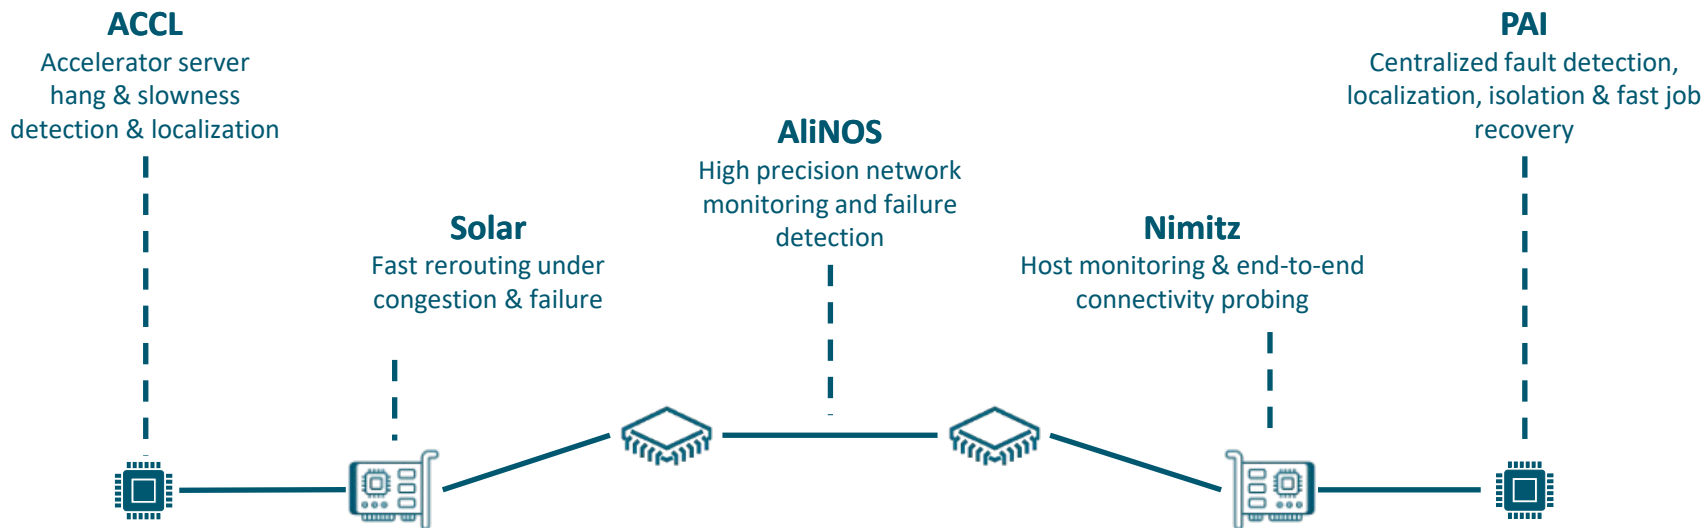 ACCL
Accelerator server
hang & slowness
detection & localization
Solar
Fast rerouting under
congestion & failure
AliNOS
High precision network
monitoring and failure
detection
Nimitz
Host monitoring & end-to-end
connectivity probing
PAI
Centralized fault detection,
localization, isolation & fast job
recovery